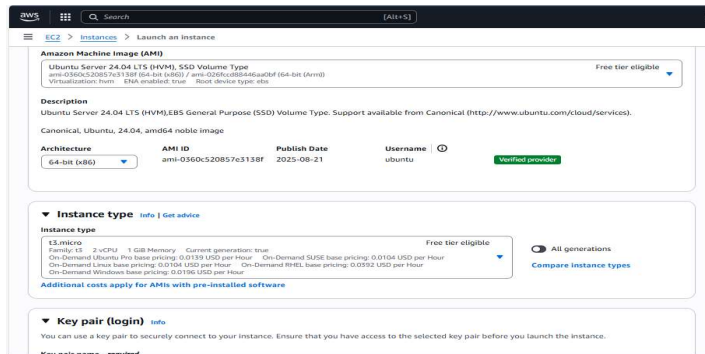 aws Search [Alt+S]
EC2 > Instances > Launch an instance
Amazon Machine Image (AMI)
Ubuntu Server 24.04 LTS (HVM), SSD Volume Type Free tier eligible
ami-0360c520857e3138f (64-bit (x86)) / ami-026fccd88446aa0bf (64-bit (Arm))
Virtualization: hvm ENA enabled: true Root device type: ebs
Description
Ubuntu Server 24.04 LTS (HVM),EBS General Purpose (SSD) Volume Type. Support available from Canonical (http://www.ubuntu.com/cloud/services).
Canonical, Ubuntu, 24.04, amd64 noble image
Architecture AMI ID Publish Date Username
64-bit (x86) ami-0360c520857e3138f 2025-08-21 ubuntu Verified provider
Instance type Info | Get advice
Instance type
t3.micro Free tier eligible
Family: t3 2 vCPU 1 GiB Memory Current generation: true
On-Demand Ubuntu Pro base pricing: 0.0139 USD per Hour On-Demand SUSE base pricing: 0.0104 USD per Hour
On-Demand Linux base pricing: 0.0104 USD per Hour On-Demand RHEL base pricing: 0.0392 USD per Hour
On-Demand Windows base pricing: 0.0196 USD per Hour
All generations
Compare instance types
Additional costs apply for AMIs with pre-installed software
Key pair (login) Info
You can use a key pair to securely connect to your instance. Ensure that you have access to the selected key pair before you launch the instance.
Key pair name - required